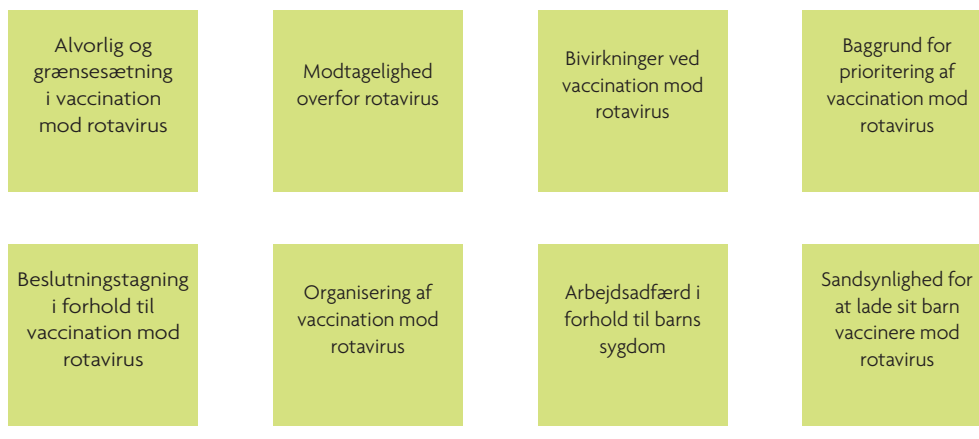 Alvorlig og
grænsesætning
i vaccination
mod rotavirus
Modtagelighed
overfor rotavirus
Bivirkninger ved
vaccination mod
rotavirus
Baggrund for
prioritering af
vaccination mod
rotavirus
Beslutningstagning
i forhold til
vaccination mod
rotavirus
Organisering af
vaccination mod
rotavirus
Arbejdsadfærd i
forhold til barns
sygdom
Sandsynlighed for
at lade sit barn
vaccinere mod
rotavirus